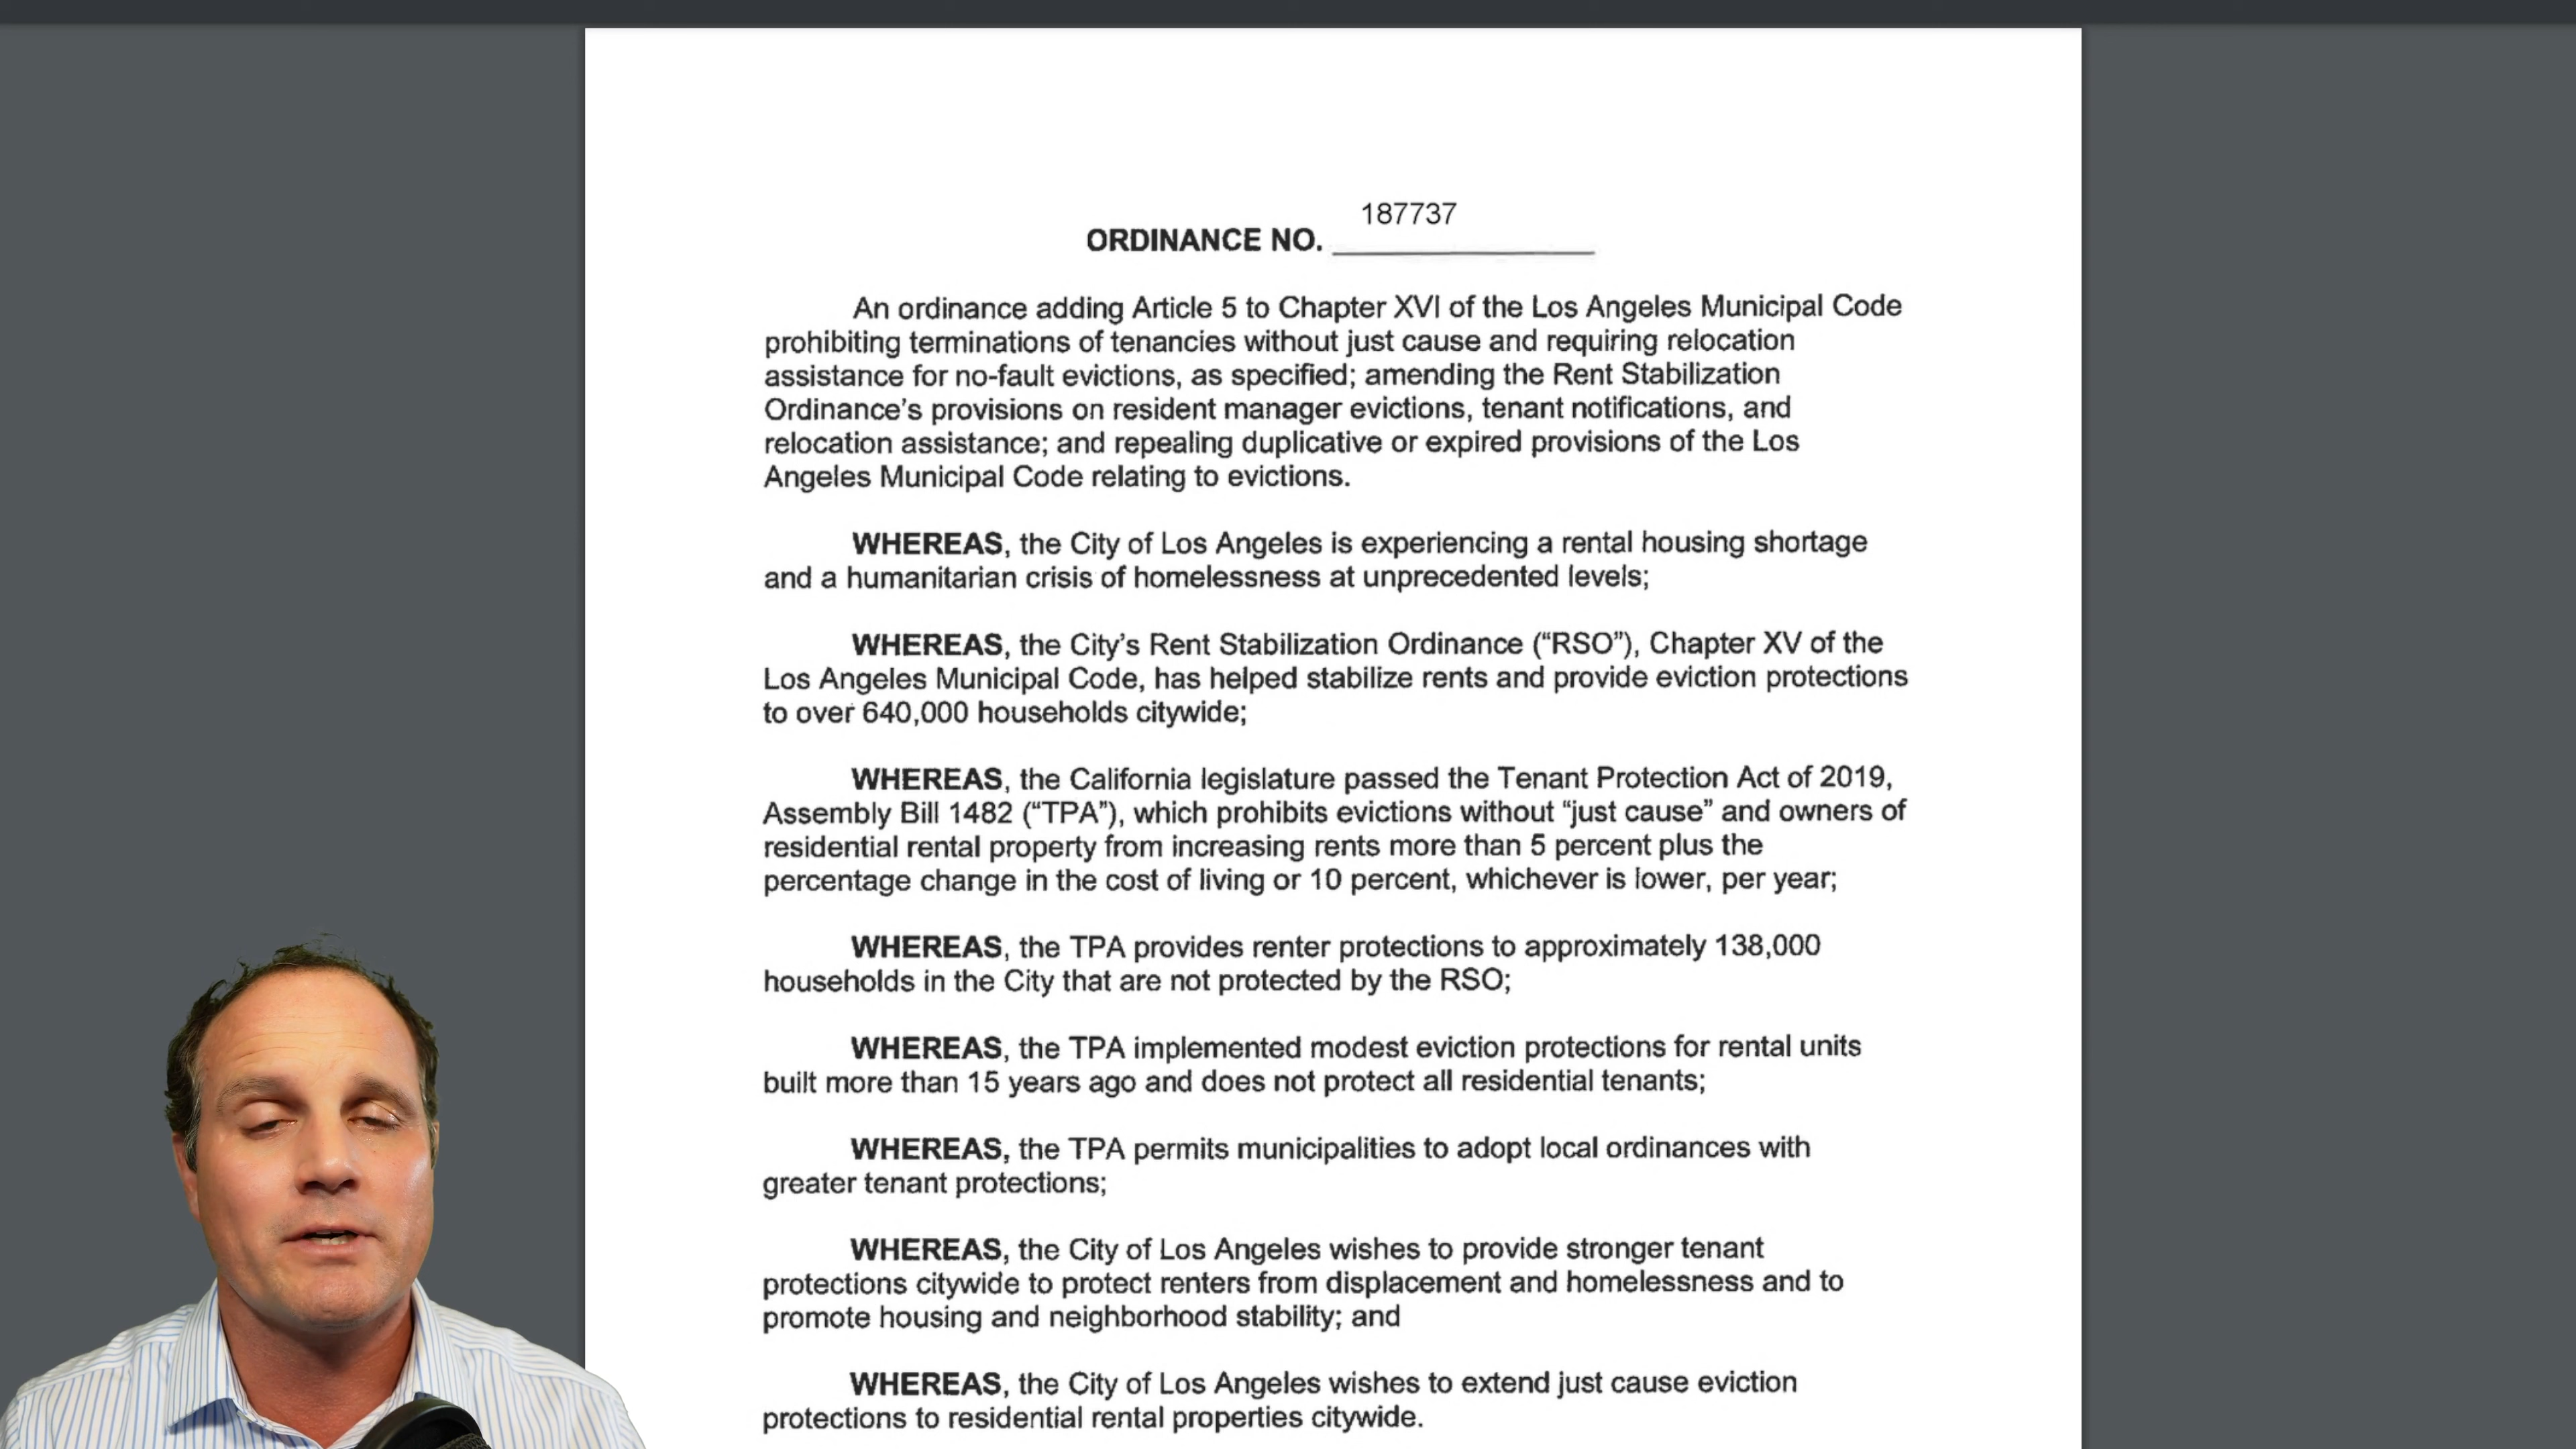 187737
ORDINANCE NO.
An ordinance adding Article 5 to Chapter XVI of the Los Angeles Municipal Code
prohibiting terminations of tenancies without just cause and requiring relocation
assistance for no-fault evictions, as specified; amending the Rent Stabilization
Ordinance's provisions on resident manager evictions, tenant notifications, and
relocation assistance; and repealing duplicative or expired provisions of the Los
Angeles Municipal Code relating to evictions.
WHEREAS, the City of Los Angeles is experiencing a rental housing shortage
and a humanitarian crisis of homelessness at unprecedented levels;
WHEREAS, the City's Rent Stabilization Ordinance (“RSO”), Chapter XV of the
Los Angeles Municipal Code, has helped stabilize rents and provide eviction protections
to over 640,000 households citywide;
WHEREAS, the California legislature passed the Tenant Protection Act of 2019,
Assembly Bill 1482 (“TPA”), which prohibits evictions without “just cause” and owners of
residential rental property from increasing rents more than 5 percent plus the
percentage change in the cost of living or 10 percent, whichever is lower, per year;
WHEREAS, the TPA provides renter protections to approximately 138,000
households in the City that are not protected by the RSO;
WHEREAS, the TPA implemented modest eviction protections for rental units
built more than 15 years ago and does not protect all residential tenants;
WHEREAS, the TPA permits municipalities to adopt local ordinances with
greater tenant protections;
WHEREAS, the City of Los Angeles wishes to provide stronger tenant
protections citywide to protect renters from displacement and homelessness and to
promote housing and neighborhood stability; and
WHEREAS, the City of Los Angeles wishes to extend just cause eviction
protections to residential rental properties citywide.